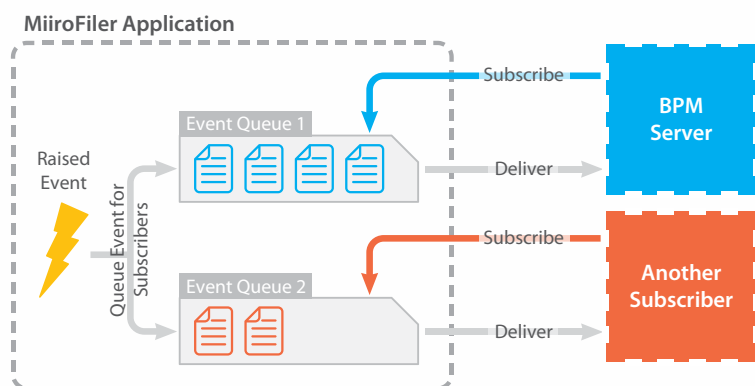 MiiroFiler Application
Raised
Event
Queue Event for
Subscribers
Event Queue 1
Subscribe
Deliver
BPM
Server
Event Queue 2
Subscribe
Deliver
Another
Subscriber